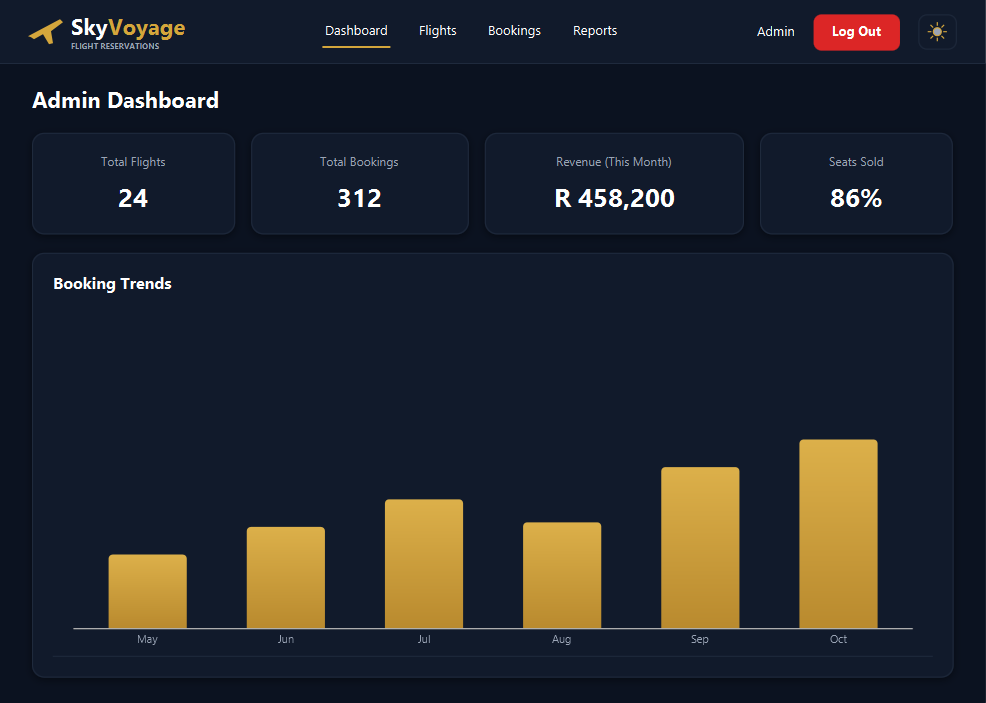 SkyVoyage
FLIGHT RESERVATIONS
Dashboard Flights Bookings Reports
Admin Log Out
Admin Dashboard
Total Flights
24
Total Bookings
312
Revenue (This Month)
R 458,200
Seats Sold
86%
Booking Trends
May Jun Jul Aug Sep Oct